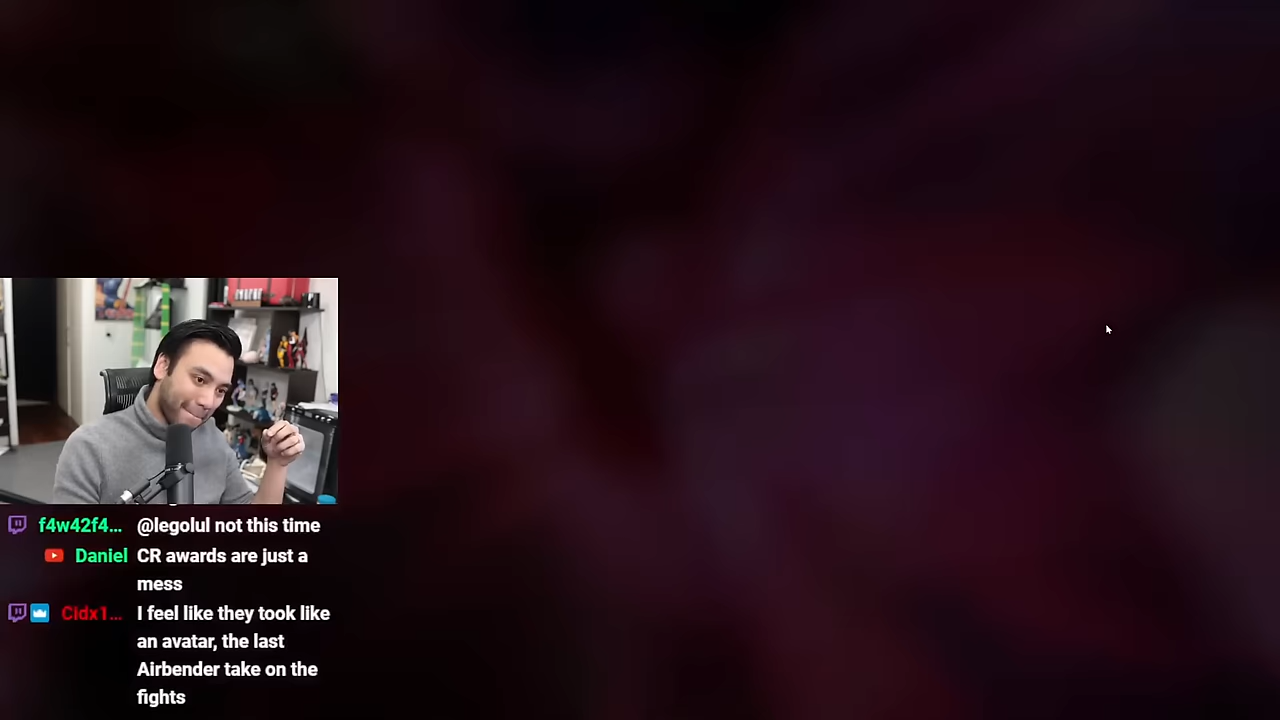 f4w42f4... @legolul not this time
Daniel CR awards are just a
mess
Cidx1... I feel like they took like
an avatar, the last
Airbender take on the
fights